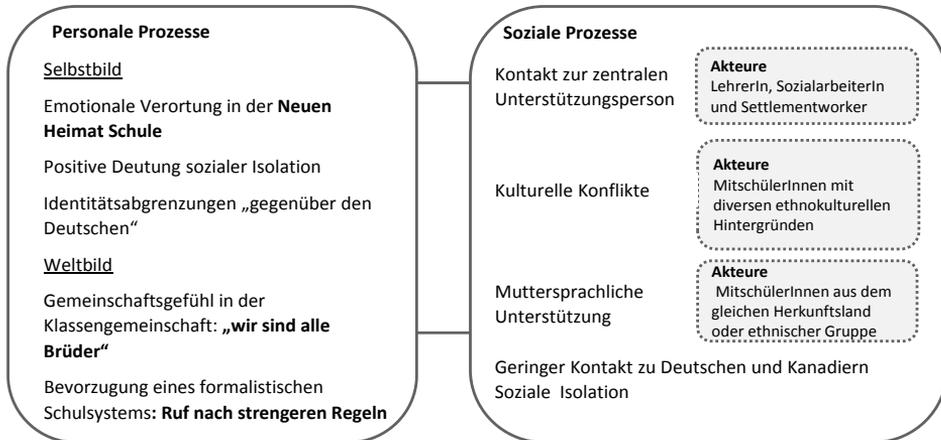 Personale Prozesse
Selbstbild
Emotionale Verortung in der Neuen
Heimat Schule
Positive Deutung sozialer Isolation
Identitätsabgrenzungen „gegenüber den
Deutschen“
Weltbild
Gemeinschaftsgefühl in der
Klassengemeinschaft: „wir sind alle
Brüder“
Bevorzugung eines formalistischen
Schulsystems: Ruf nach strengeren Regeln
Soziale Prozesse
Kontakt zur zentralen
Unterstützungsperson
Akteure
LehrerIn, SozialarbeiterIn
und Settlementworker
Kulturelle Konflikte
Akteure
MitschülerInnen mit
diversen ethnokulturellen
Hintergründen
Muttersprachliche
Unterstützung
Akteure
MitschülerInnen aus dem
gleichen Herkunftsland
oder ethnischer Gruppe
Geringer Kontakt zu Deutschen und Kanadiern
Soziale Isolation